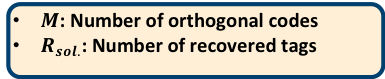 • M: Number of orthogonal codes
• R_sol.: Number of recovered tags